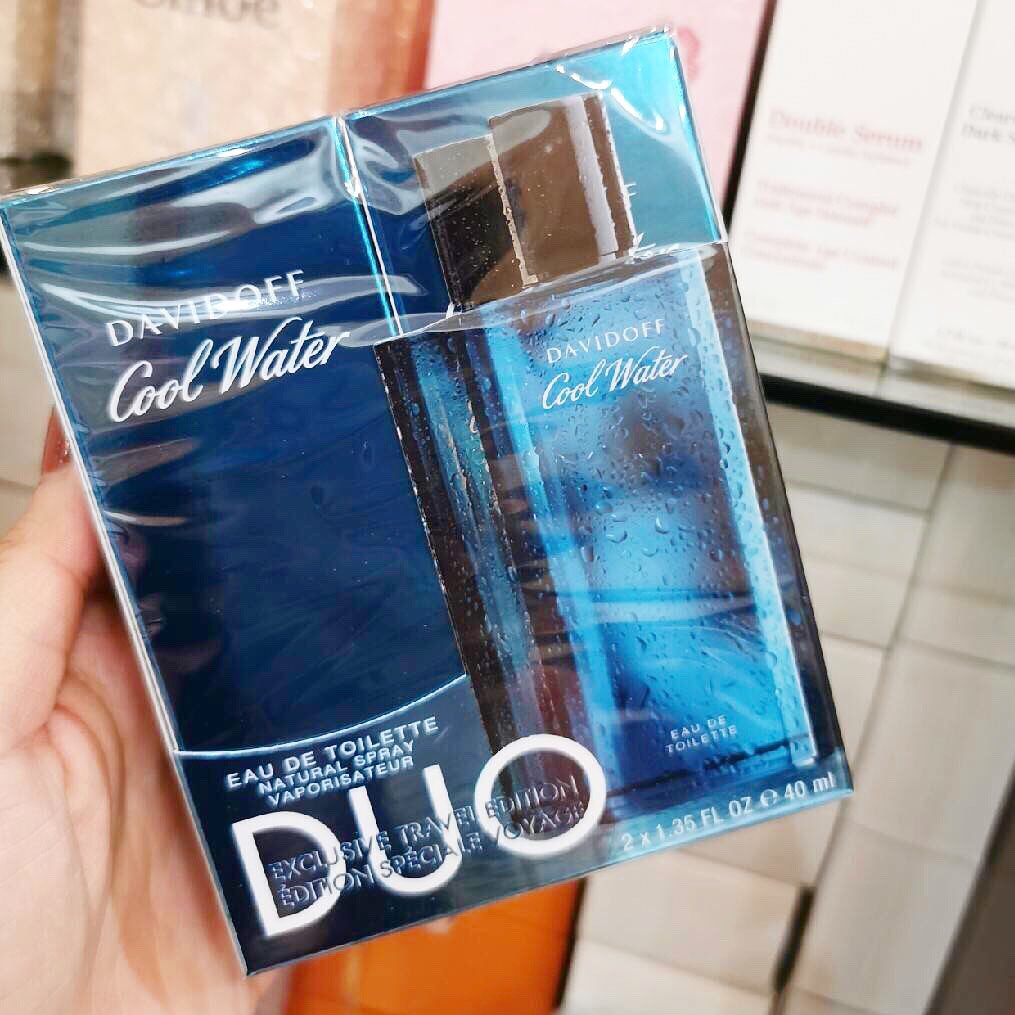 Chloé
DAVIDOFF
Cool Water
DAVIDOFF
Cool Water
EAU DE
TOILETTE
EAU DE TOILETTE
NATURAL SPRAY
VAPORISATEUR
DUO
EXCLUSIVE TRAVEL EDITION
ÉDITION SPÉCIALE VOYAGE
2 x 1.35 FL OZ ℮ 40 ml
Double Serum